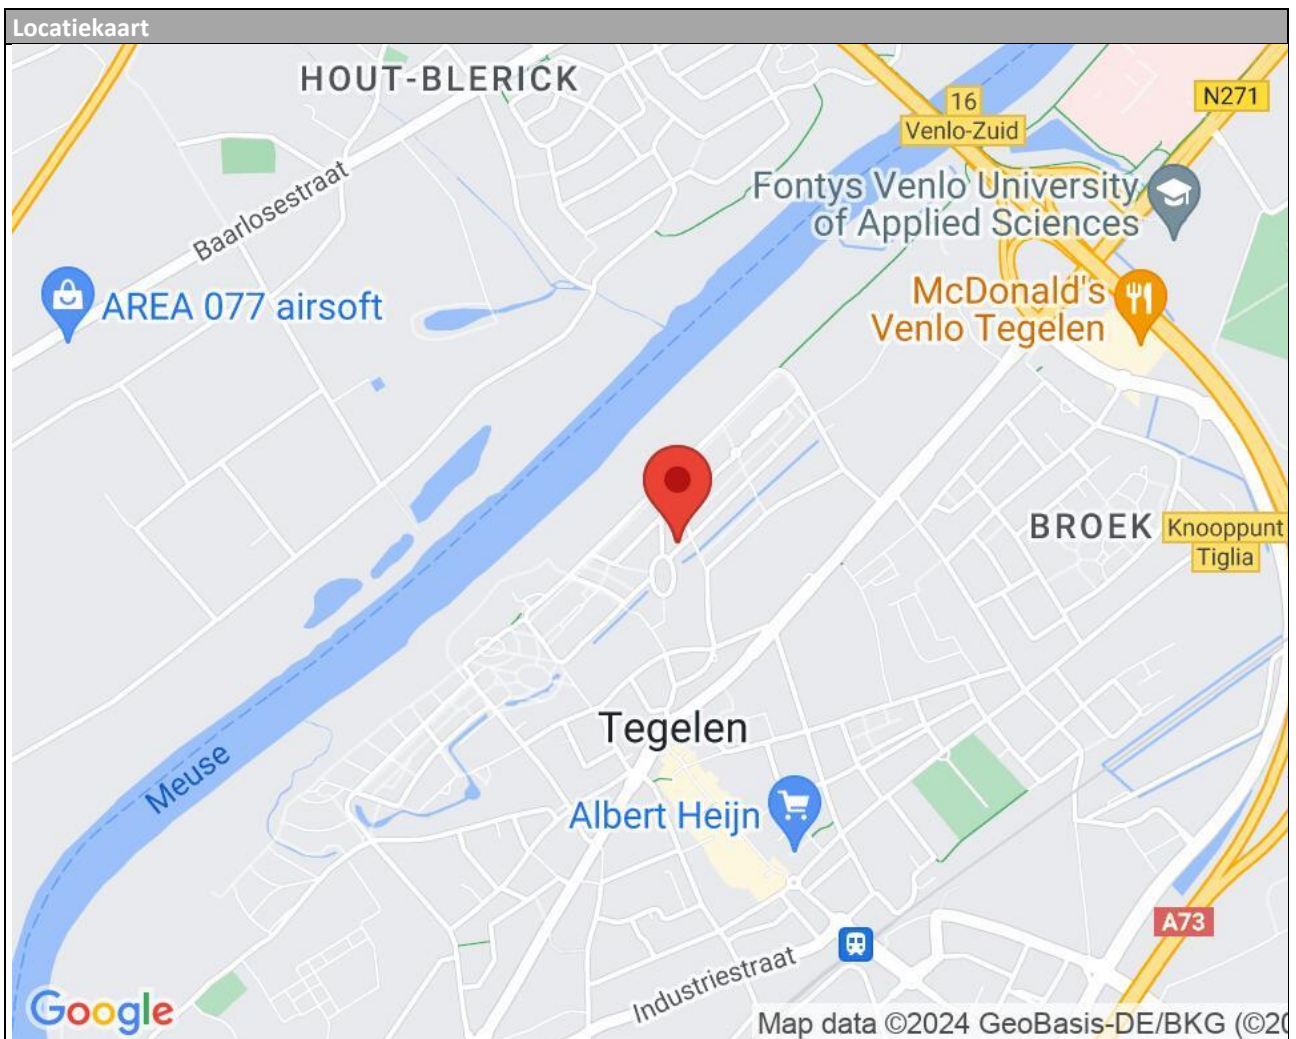 Locatiekaart
HOUT-BLERICK
16
Venlo-Zuid
N271
Baarlosestraat
Fontys Venlo University
of Applied Sciences
AREA 077 airsoft
McDonald's
Venlo Tegelen
BROEK
Knooppunt
Tiglia
Tegelen
Meuse
Albert Heijn
A73
Industriestraat
Google
Map data ©2024 GeoBasis-DE/BKG (©20